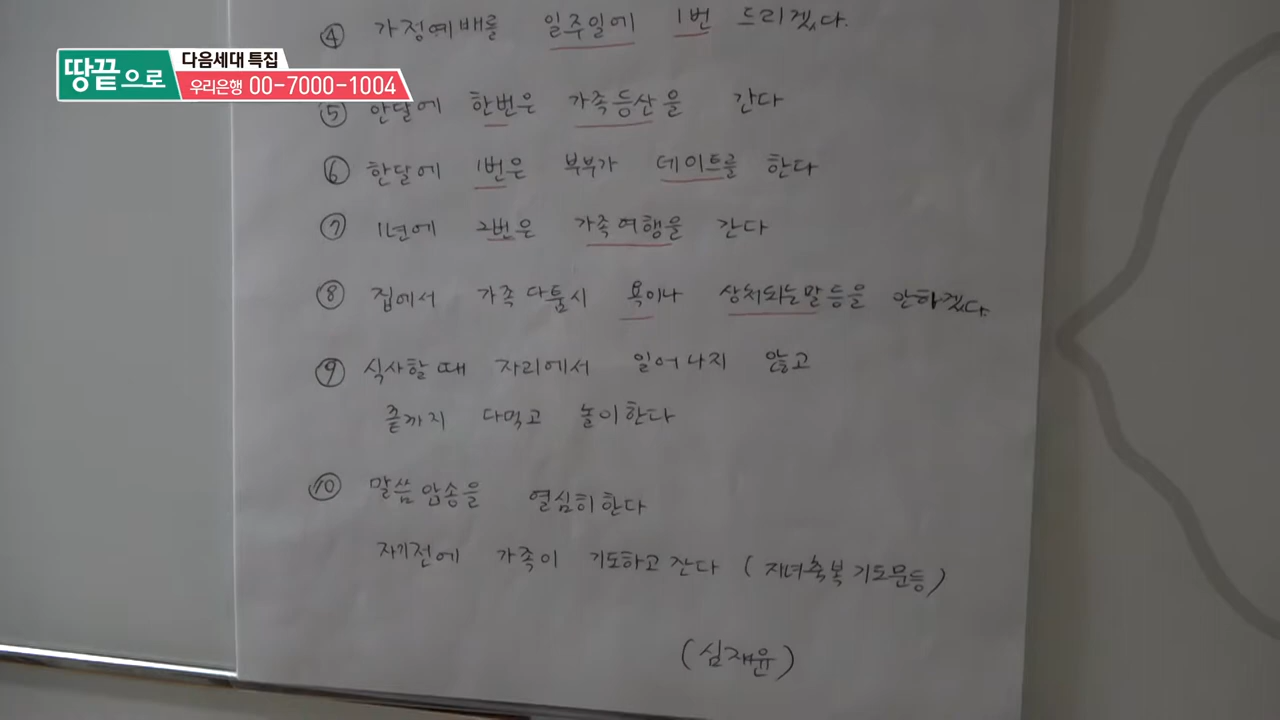 ④ 가정예배를 일주일에 1번 드리겠다.
땅끝으로
다음세대 특집
우리은행 00-7000-1004
⑤ 한달에 한번은 가족등산을 간다
⑥ 한달에 1번은 부부가 데이트를 한다
⑦ 1년에 2번은 가족여행을 간다
⑧ 집에서 가족다툼시 욕이나 상처되는말등을 안하겠다.
⑨ 식사할때 자리에서 일어나지 않고
끝까지 다먹고 놀이한다
⑩ 말씀암송을 열심히한다
자기전에 가족이 기도하고 잔다 (자녀축복기도문등)
(심재윤)